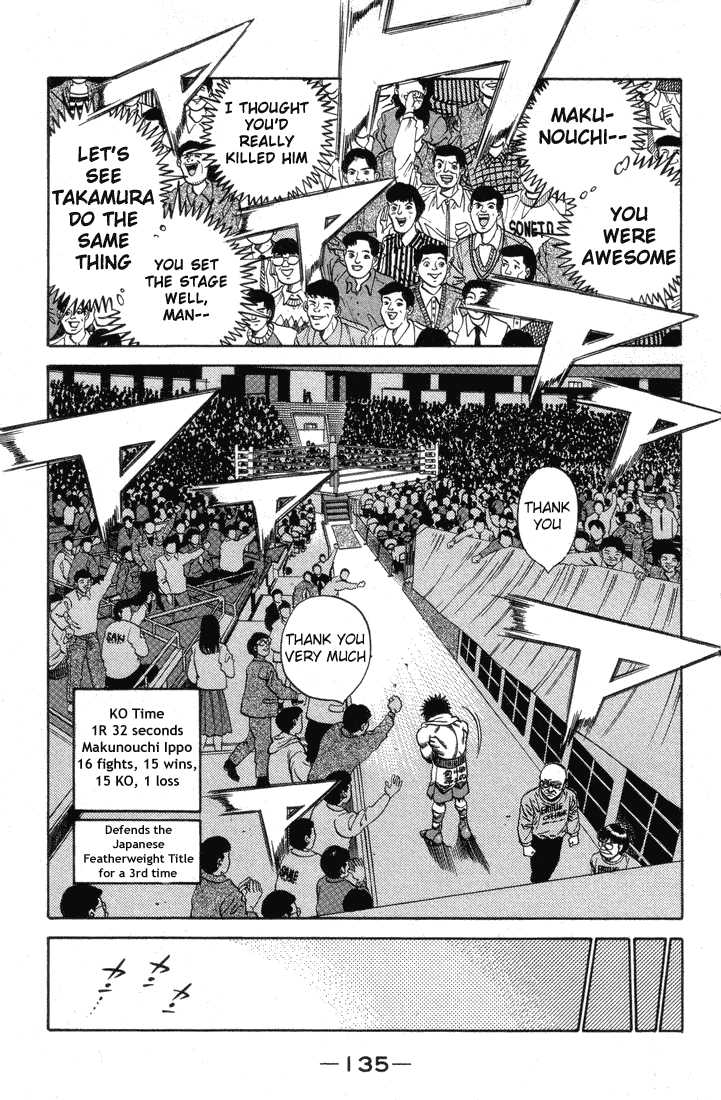 MAKU-
NOUCHI--
YOU
WERE
AWESOME
I THOUGHT
YOU'D
REALLY
KILLED HIM
LET'S
SEE
TAKAMURA
DO THE
SAME
THING
YOU SET
THE STAGE
WELL,
MAN--
THANK
YOU
THANK YOU
VERY MUCH
KO Time
1R 32 seconds
Makunouchi Ippo
16 fights, 15 wins,
15 KO, 1 loss
Defends the
Japanese
Featherweight Title
for a 3rd time
—135—